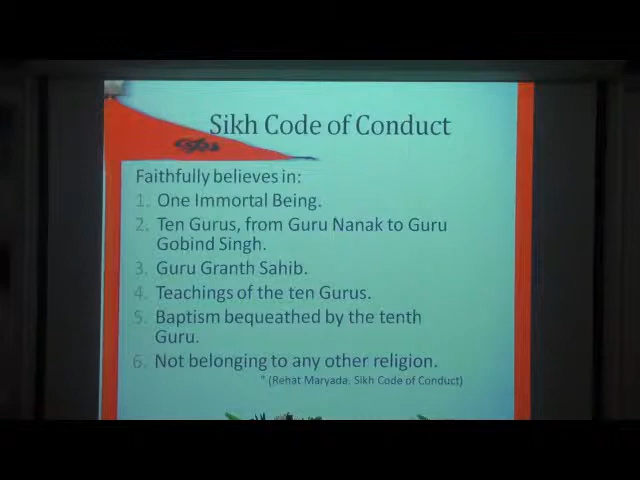 Sikh Code of Conduct
Faithfully believes in:
1. One Immortal Being.
2. Ten Gurus, from Guru Nanak to Guru
Gobind Singh.
3. Guru Granth Sahib.
4. Teachings of the ten Gurus.
5. Baptism bequeathed by the tenth
Guru.
6. Not belonging to any other religion.
" (Rehat Maryada, Sikh Code of Conduct)